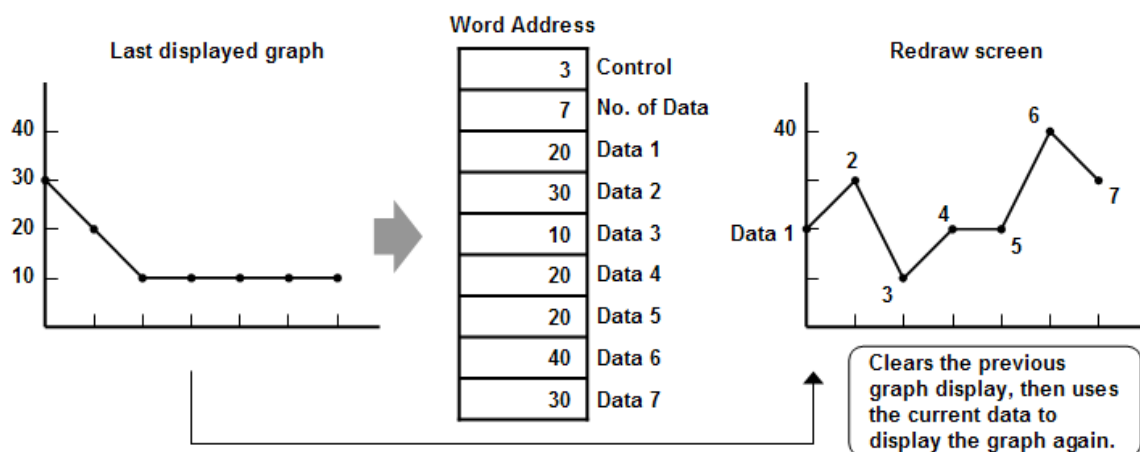 Last displayed graph
40
30
20
10
Word Address
3 Control
7 No. of Data
20 Data 1
30 Data 2
10 Data 3
20 Data 4
20 Data 5
40 Data 6
30 Data 7
Redraw screen
40
Data 1
2
3
4
5
6
7
Clears the previous
graph display, then uses
the current data to
display the graph again.